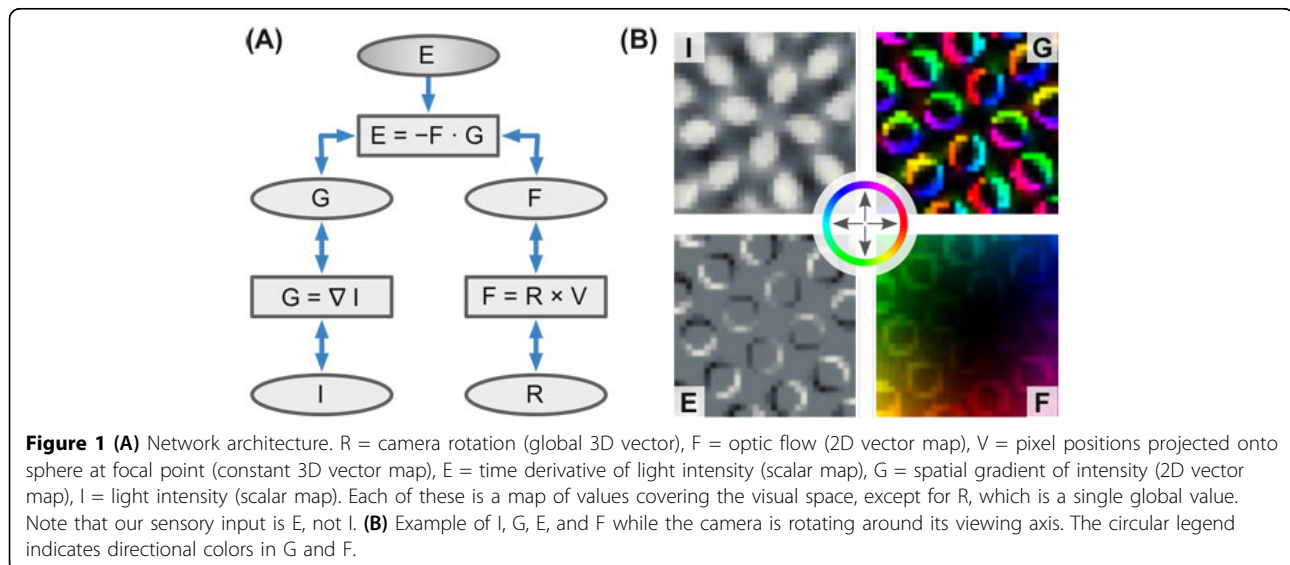 (A)
E
E = −F · G
G
F
G = ∇ I
F = R × V
I
R
(B)
I
G
E
F
Figure 1 (A) Network architecture. R = camera rotation (global 3D vector), F = optic flow (2D vector map), V = pixel positions projected onto
sphere at focal point (constant 3D vector map), E = time derivative of light intensity (scalar map), G = spatial gradient of intensity (2D vector
map), I = light intensity (scalar map). Each of these is a map of values covering the visual space, except for R, which is a single global value.
Note that our sensory input is E, not I. (B) Example of I, G, E, and F while the camera is rotating around its viewing axis. The circular legend
indicates directional colors in G and F.